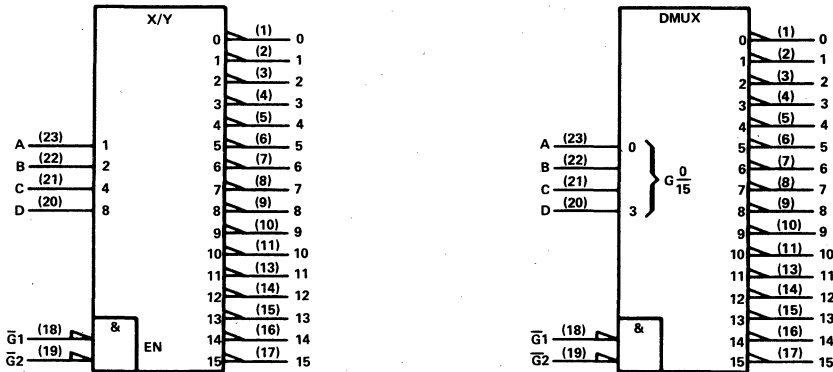 X/Y
0 (1) 0
1 (2) 1
2 (3) 2
3 (4) 3
4 (5) 4
A (23) 1
5 (6) 5
B (22) 2
6 (7) 6
C (21) 4
7 (8) 7
D (20) 8
8 (9) 8
9 (10) 9
10 (11) 10
11 (13) 11
12 (14) 12
13 (15) 13
&
G̅1 (18)
EN
14 (16) 14
G̅2 (19)
15 (17) 15
DMUX
0 (1) 0
1 (2) 1
2 (3) 2
3 (4) 3
4 (5) 4
A (23) 0
5 (6) 5
B (22)
6 (7) 6
G 0/15
C (21)
7 (8) 7
D (20) 3
8 (9) 8
9 (10) 9
10 (11) 10
11 (13) 11
12 (14) 12
13 (15) 13
&
G̅1 (18)
14 (16) 14
G̅2 (19)
15 (17) 15